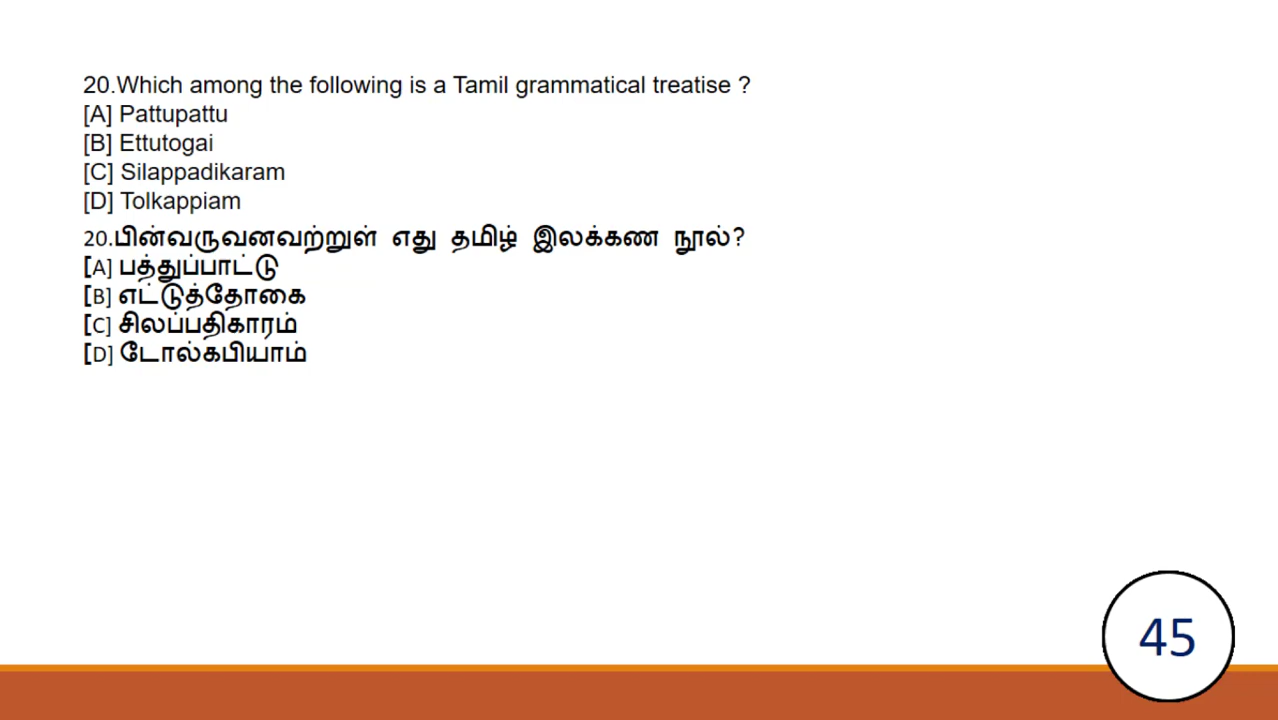 20.Which among the following is a Tamil grammatical treatise ?
[A] Pattupattu
[B] Ettutogai
[C] Silappadikaram
[D] Tolkappiam
20.பின்வருவனவற்றுள் எது தமிழ் இலக்கண நூல்?
[A] பத்துப்பாட்டு
[B] எட்டுத்தோகை
[C] சிலப்பதிகாரம்
[D] டோல்கபியாம்
45